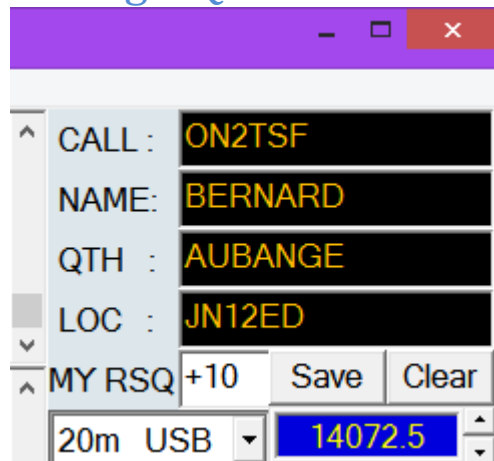 CALL : ON2TSF
NAME: BERNARD
QTH : AUBANGE
LOC : JN12ED
MY RSQ +10 Save Clear
20m USB 14072.5